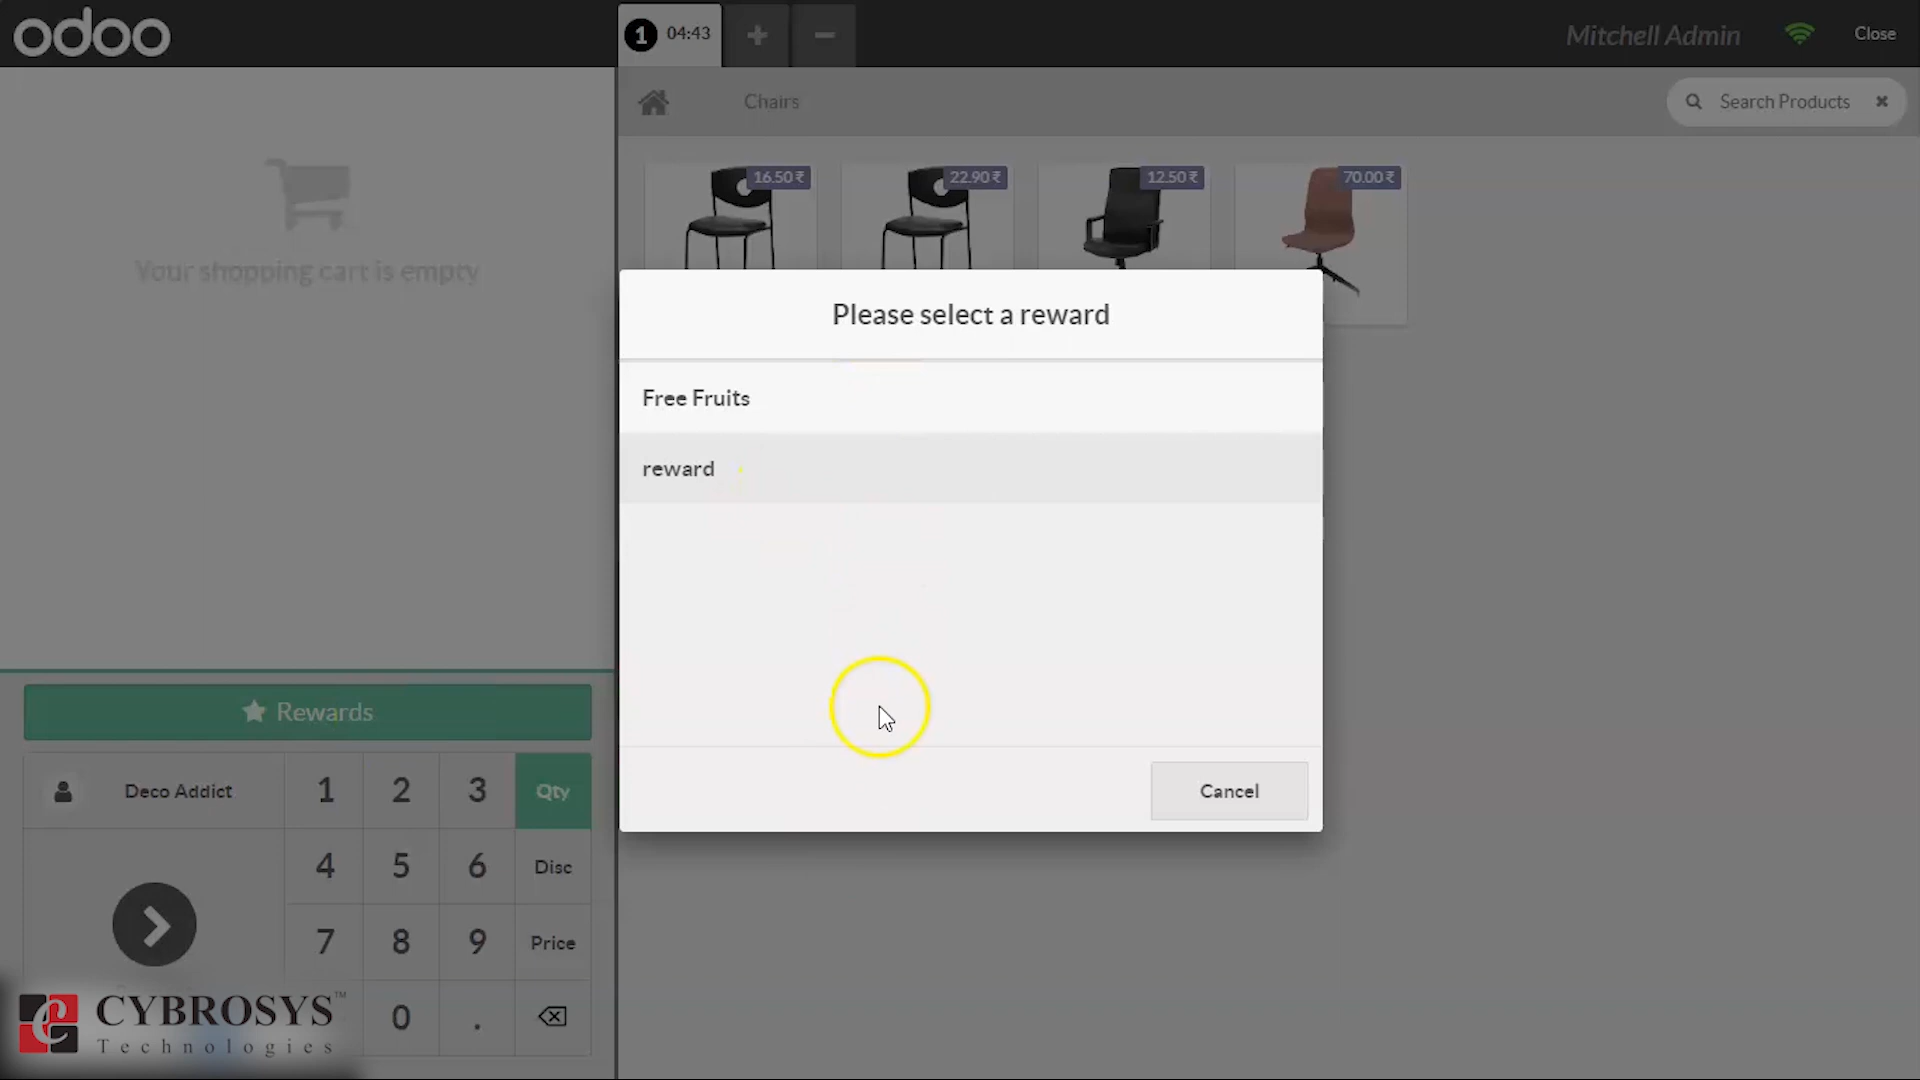 odoo
1 04:43 + −
Mitchell Admin
Close
Chairs
Search Products
16.50 ₹
22.90 ₹
12.50 ₹
70.00 ₹
Your shopping cart is empty
Please select a reward
Free Fruits
reward
Cancel
Rewards
Deco Addict
1 2 3 Qty
4 5 6 Disc
7 8 9 Price
0 .
CYBROSYS™
Technologies